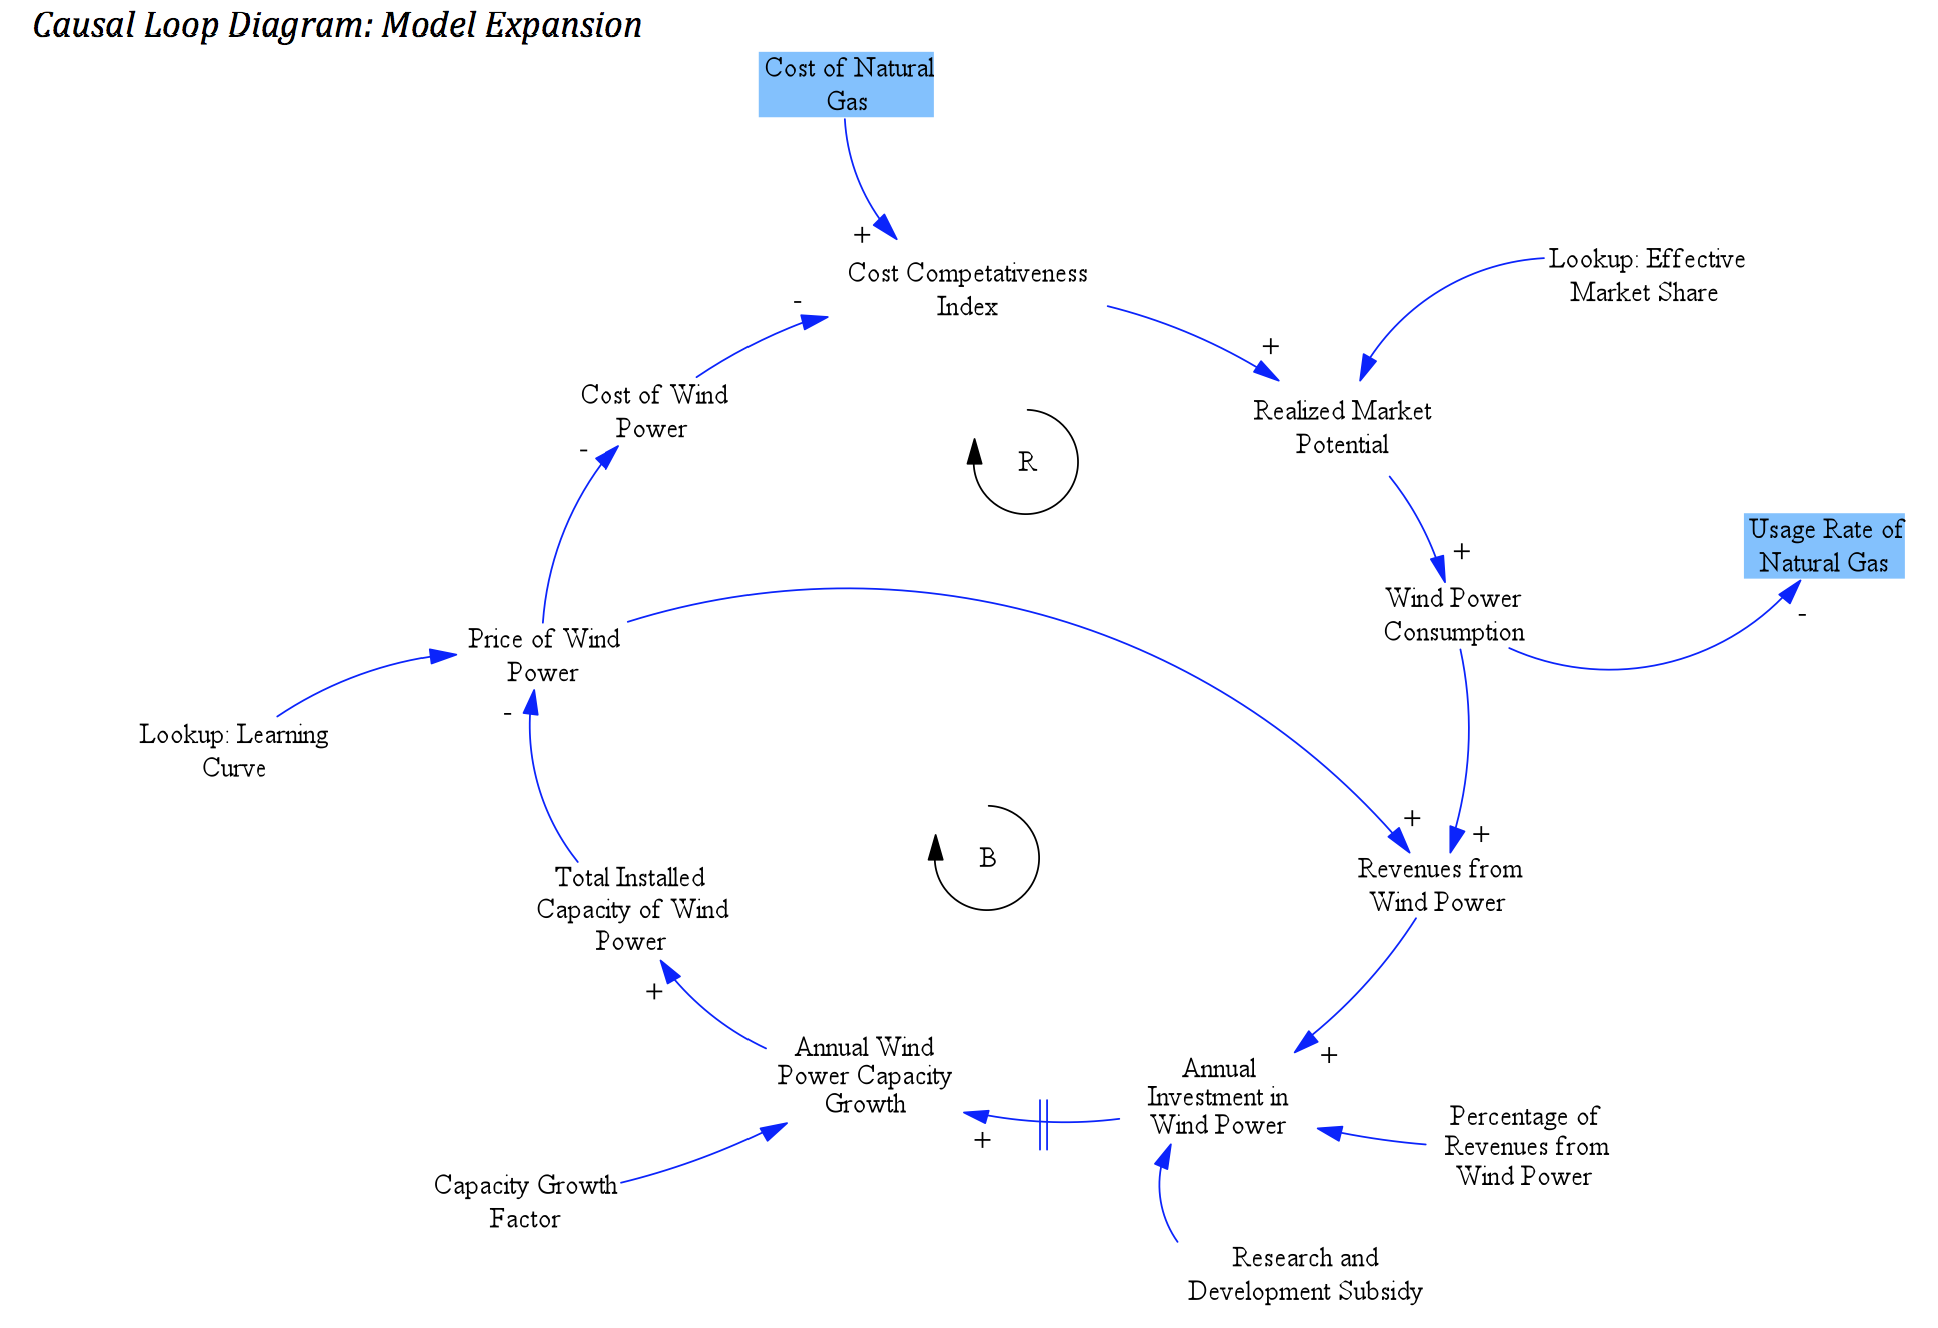 Causal Loop Diagram: Model Expansion
Cost of Natural
Gas
+
Cost Competativeness
Index
-
Lookup: Effective
Market Share
+
Cost of Wind
Power
-
Realized Market
Potential
R
+
Usage Rate of
Natural Gas
-
Wind Power
Consumption
Price of Wind
Power
-
Lookup: Learning
Curve
+
+
Revenues from
Wind Power
B
Total Installed
Capacity of Wind
Power
+
Annual Wind
Power Capacity
Growth
+
Annual
Investment in
Wind Power
+
Percentage of
Revenues from
Wind Power
Capacity Growth
Factor
Research and
Development Subsidy